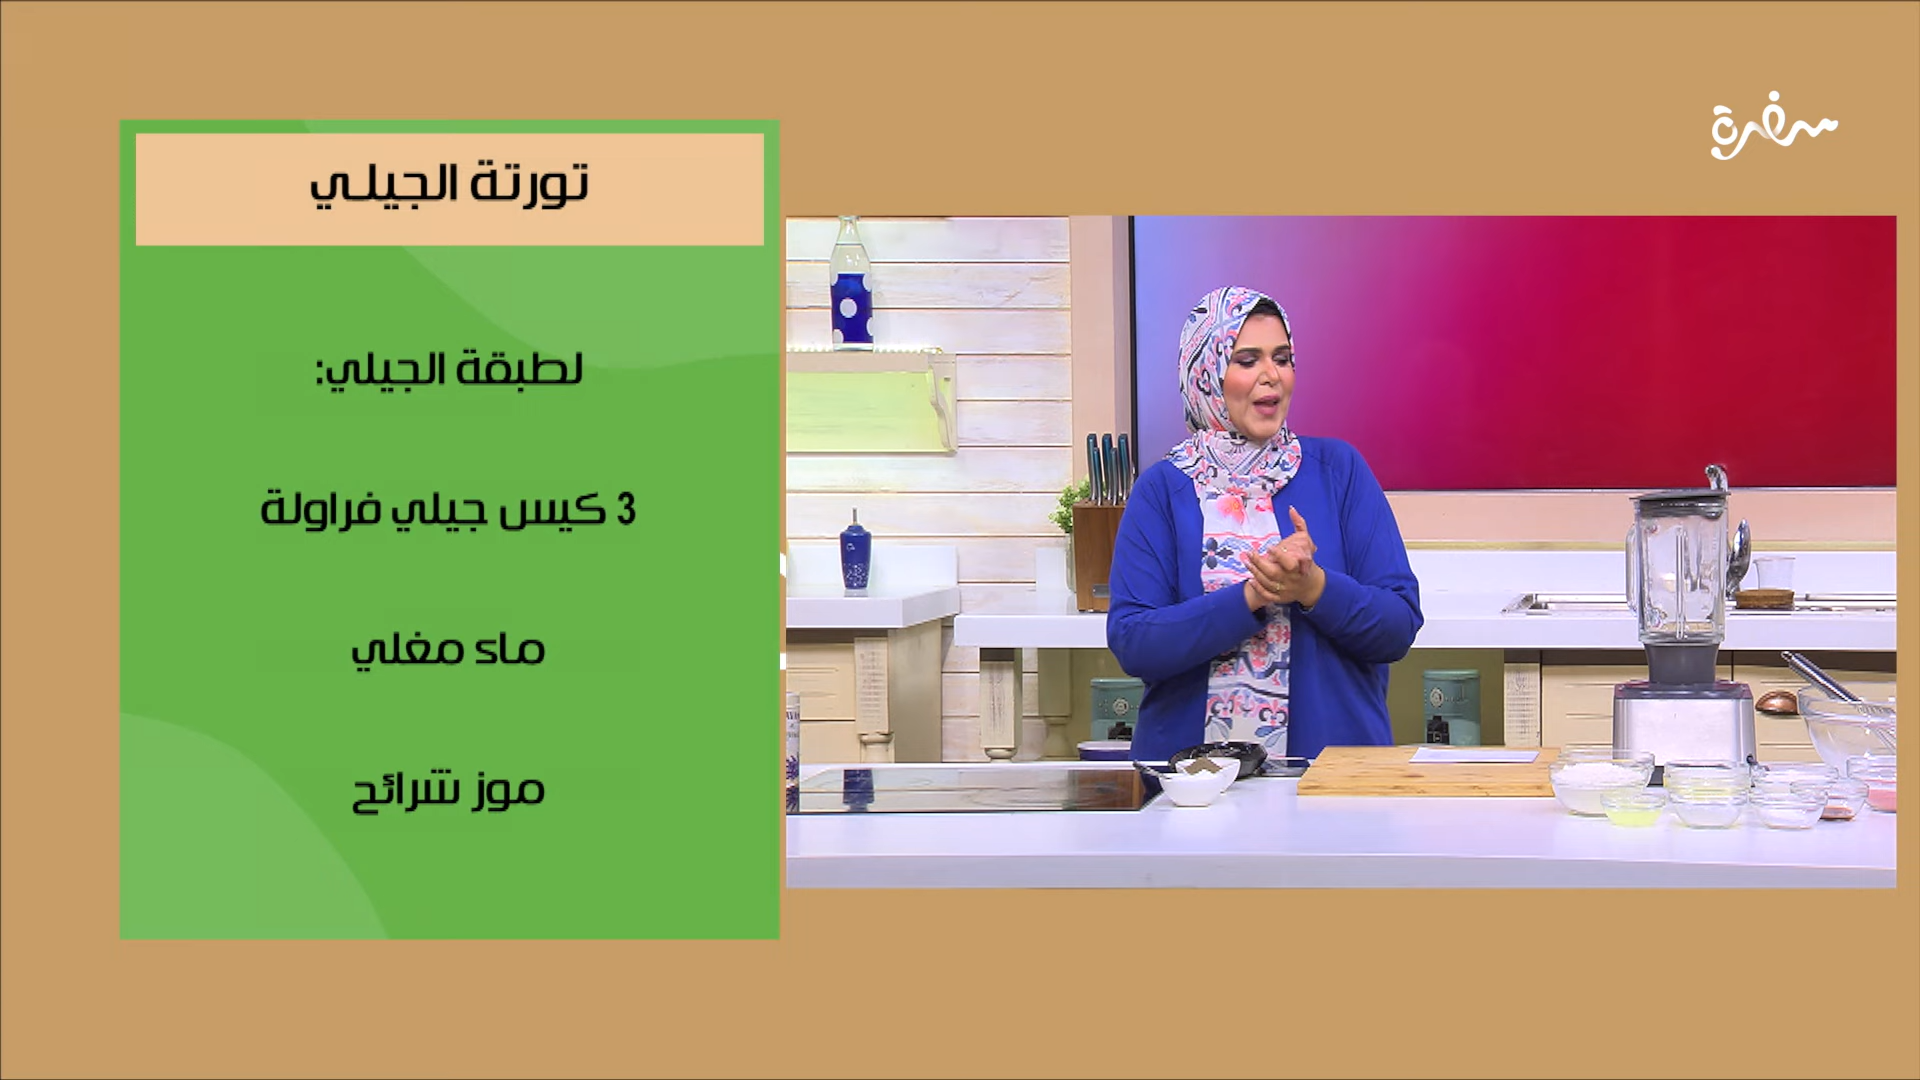 سفرة
تورتة الجيلي
لطبقة الجيلي:
3 كيس جيلي فراولة
ماء مغلي
موز شرائح